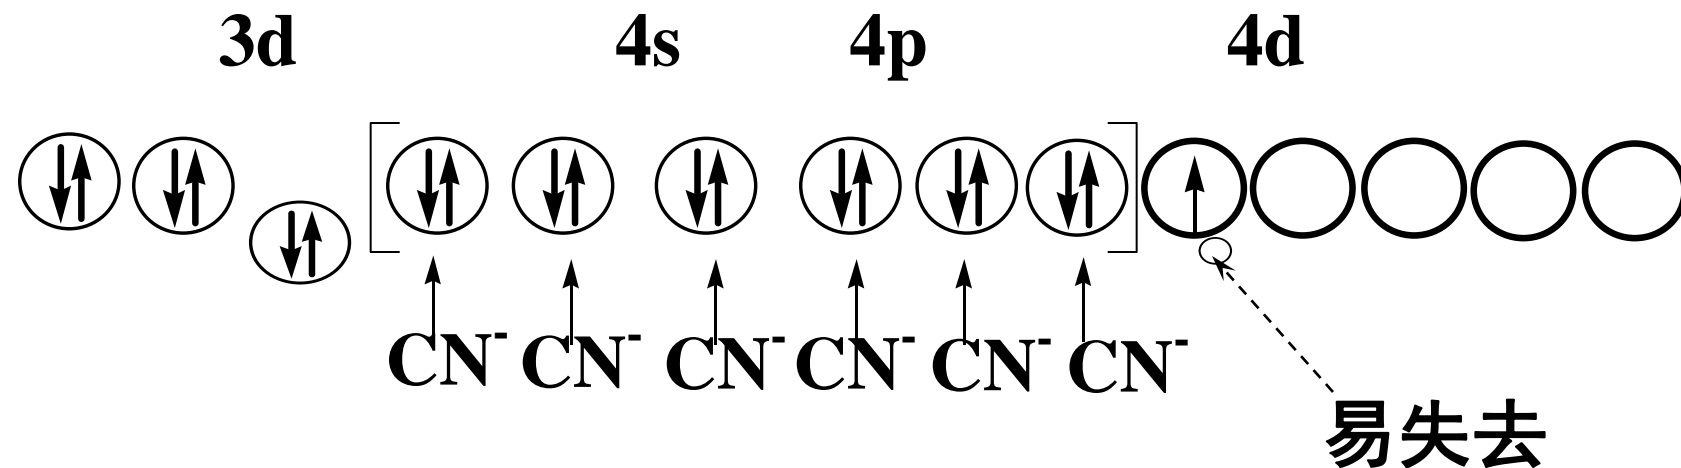 3d 4s 4p 4d
CN⁻ CN⁻ CN⁻ CN⁻ CN⁻ CN⁻
易失去